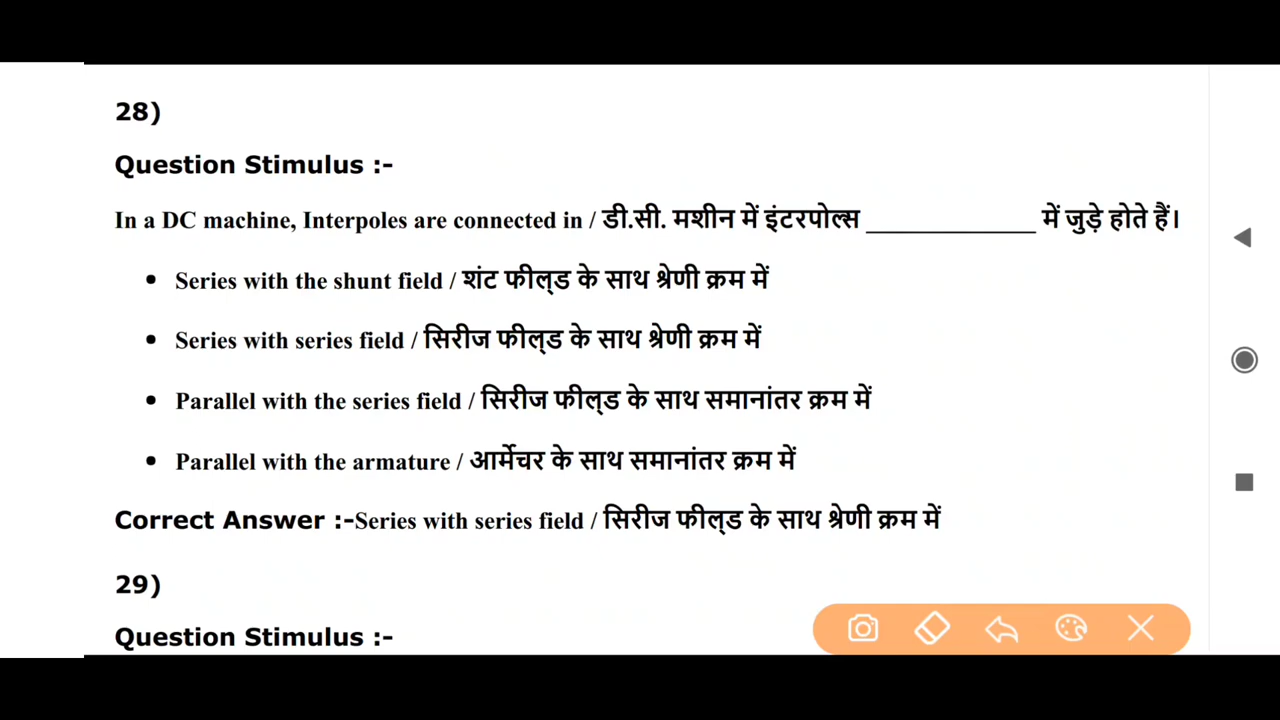 28)
Question Stimulus :-
In a DC machine, Interpoles are connected in / डी.सी. मशीन में इंटरपोल्स _____________ में जुड़े होते हैं।
• Series with the shunt field / शंट फील्ड के साथ श्रेणी क्रम में
• Series with series field / सिरीज फील्ड के साथ श्रेणी क्रम में
• Parallel with the series field / सिरीज फील्ड के साथ समानांतर क्रम में
• Parallel with the armature / आर्मेचर के साथ समानांतर क्रम में
Correct Answer :-Series with series field / सिरीज फील्ड के साथ श्रेणी क्रम में
29)
Question Stimulus :-